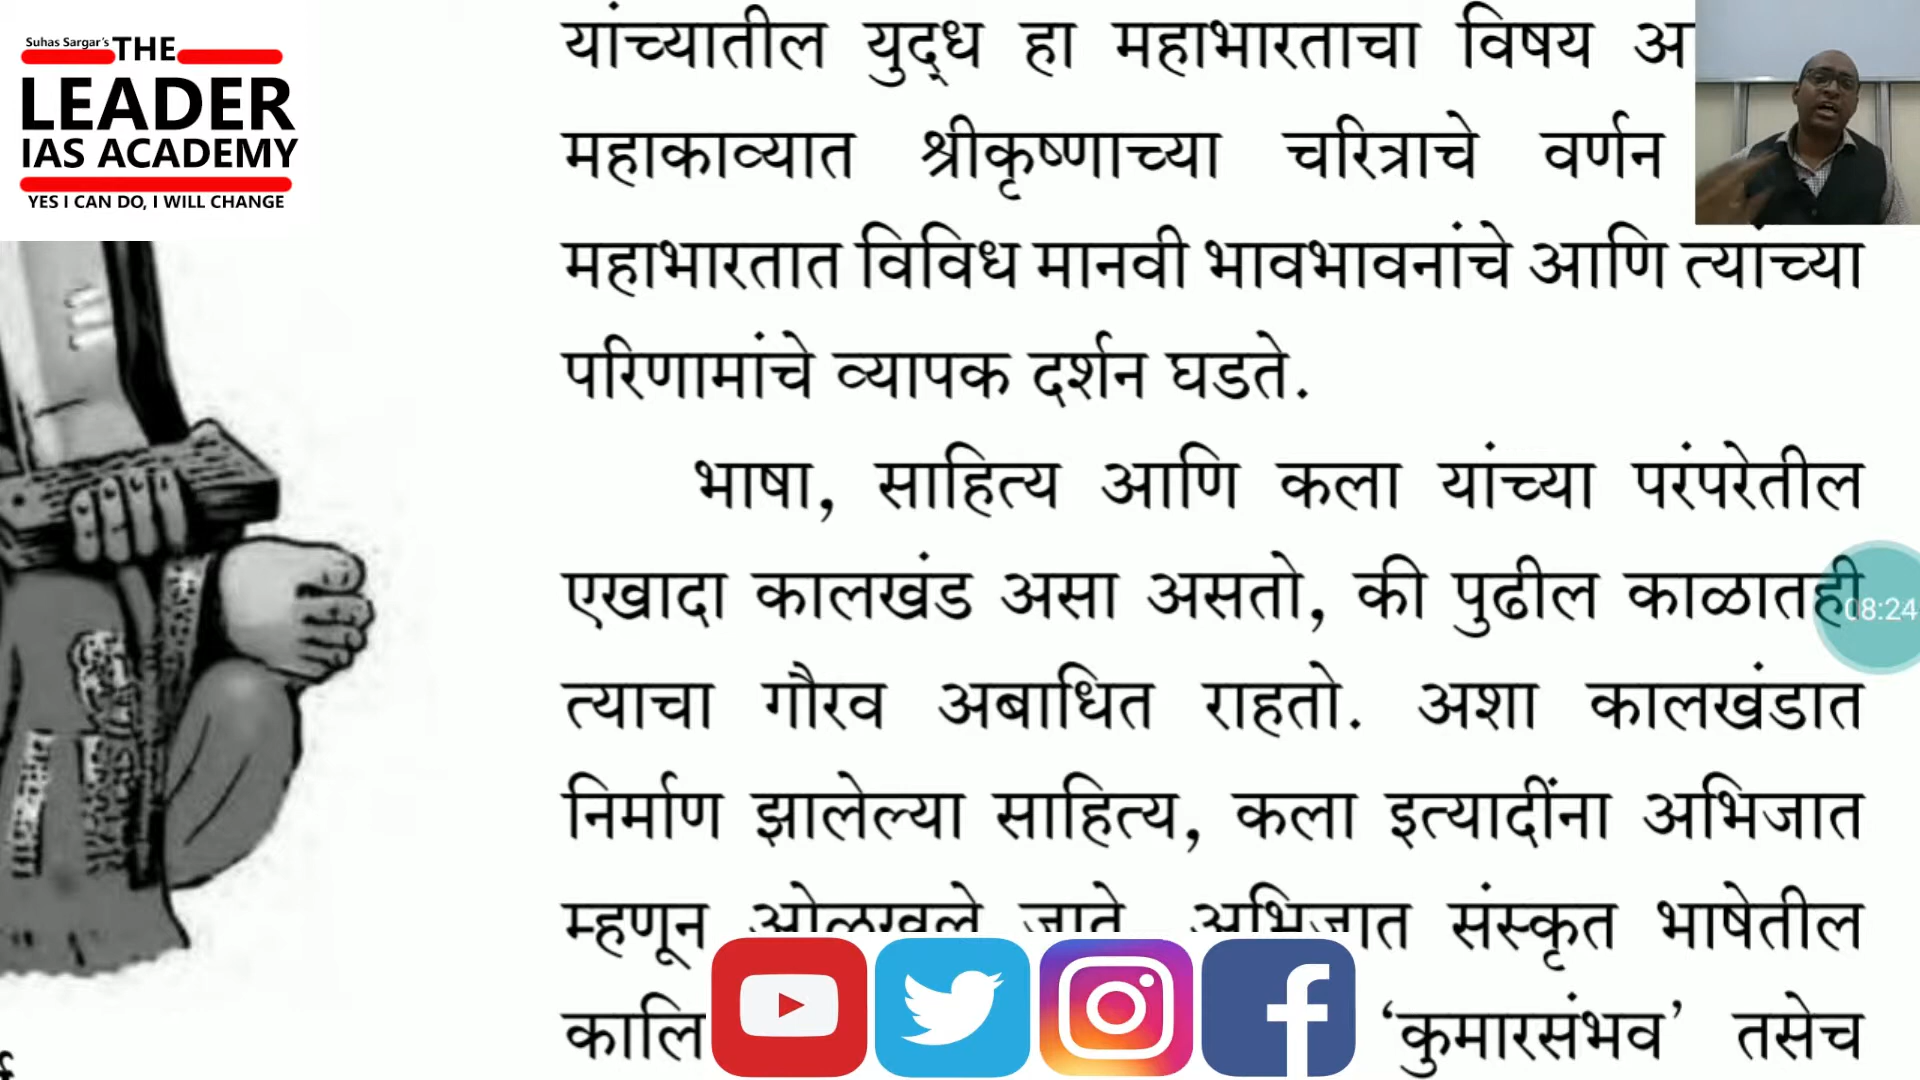 Suhas Sargar's THE
LEADER
IAS ACADEMY
YES I CAN DO, I WILL CHANGE
यांच्यातील युद्ध हा महाभारताचा विषय
महाकाव्यात श्रीकृष्णाच्या चरित्राचे वर्णन
महाभारतात विविध मानवी भावभावनांचे आणि त्यांच्या
परिणामांचे व्यापक दर्शन घडते.
भाषा, साहित्य आणि कला यांच्या परंपरेतील
एखादा कालखंड असा असतो, की पुढील काळातही
08:24
त्याचा गौरव अबाधित राहतो. अशा कालखंडात
निर्माण झालेल्या साहित्य, कला इत्यादींना अभिजात
म्हणून ओळखले जाते. अभिजात संस्कृत भाषेतील
'कुमारसंभव' तसेच